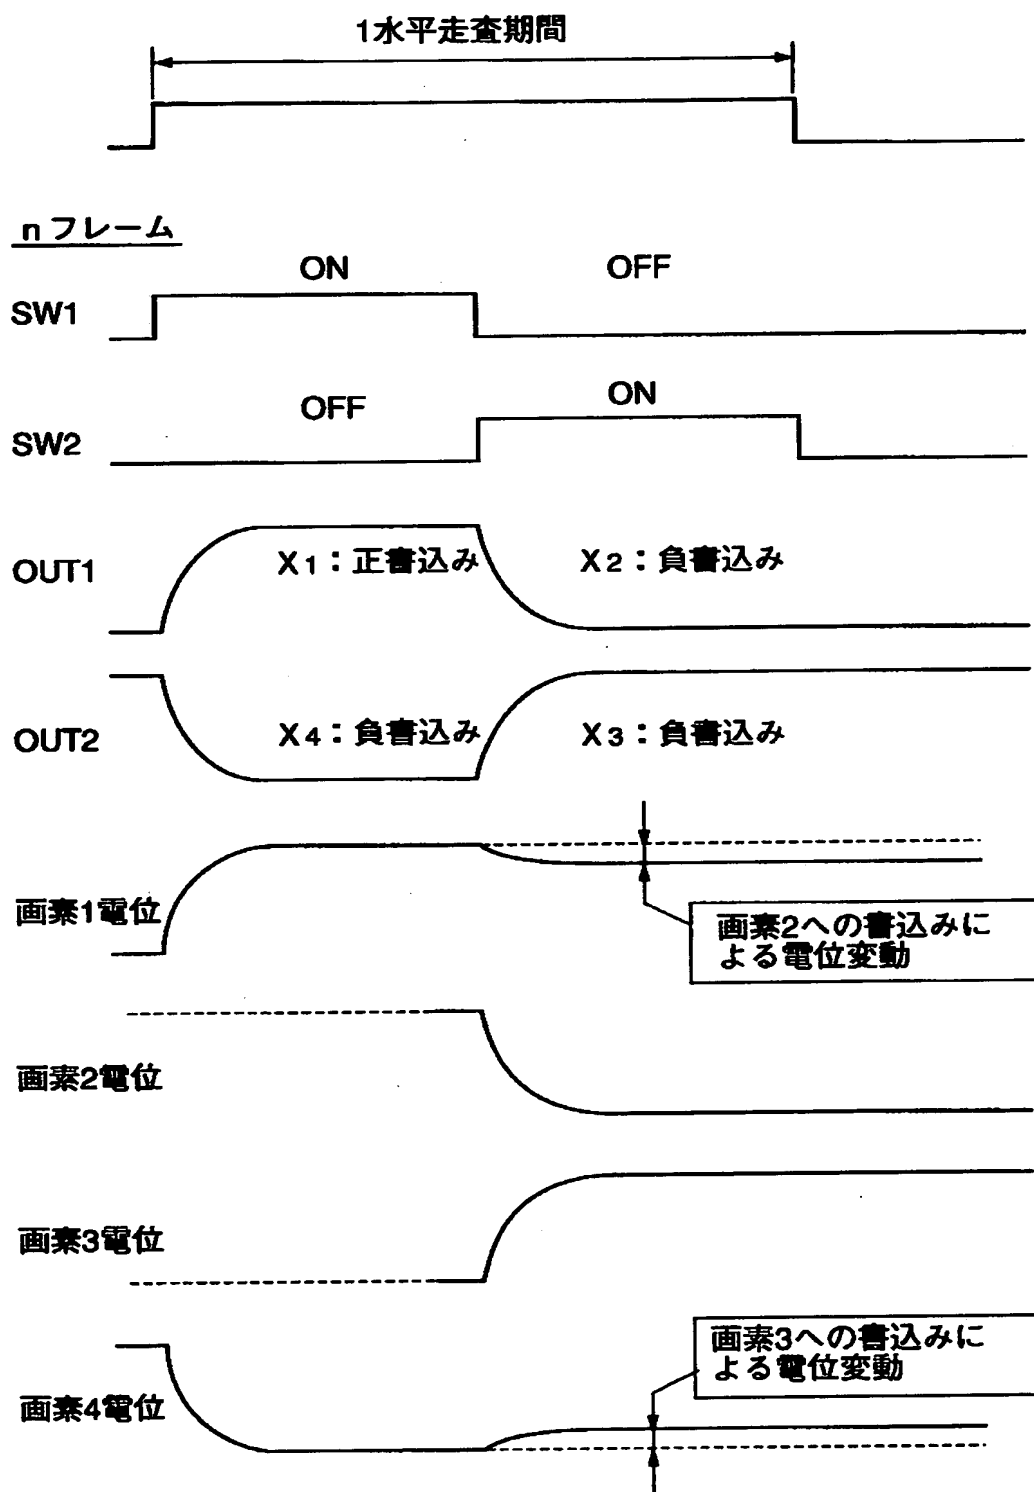 1水平走査期間
nフレーム
ON OFF
SW1
OFF ON
SW2
OUT1 X1:正書込み X2:負書込み
OUT2 X4:負書込み X3:負書込み
画素1電位
画素2への書込みに
よる電位変動
画素2電位
画素3電位
画素3への書込みに
よる電位変動
画素4電位